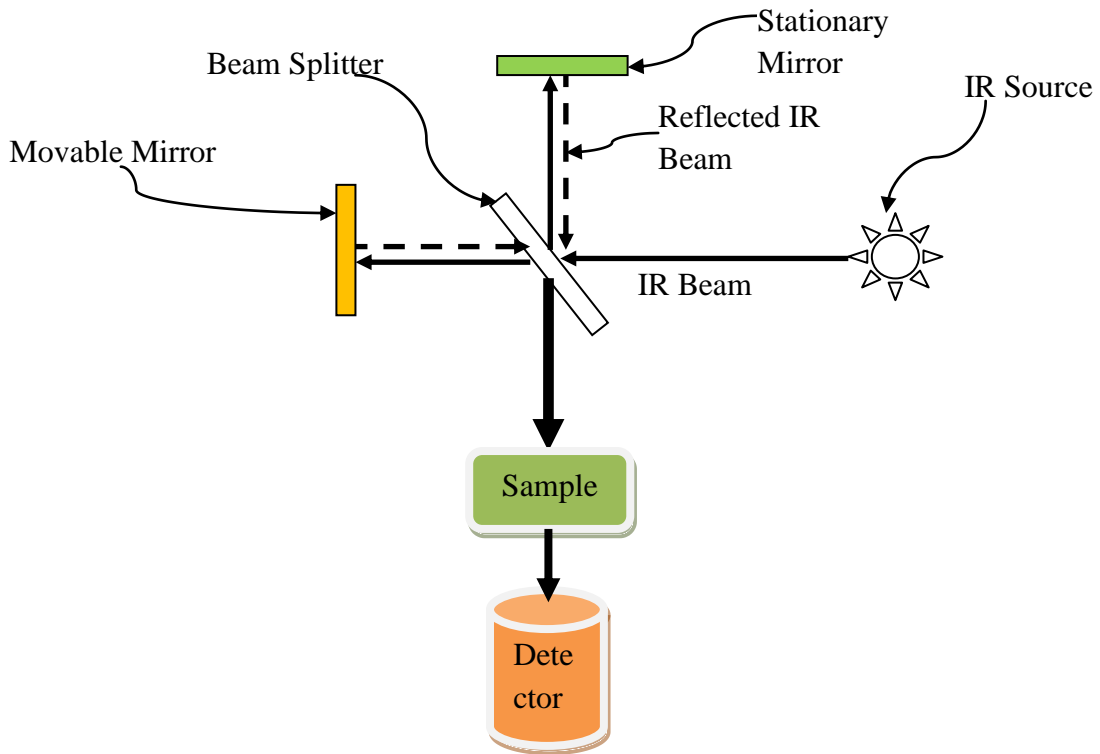 Stationary
Mirror
Beam Splitter
IR Source
Reflected IR
Beam
Movable Mirror
IR Beam
Sample
Dete
ctor